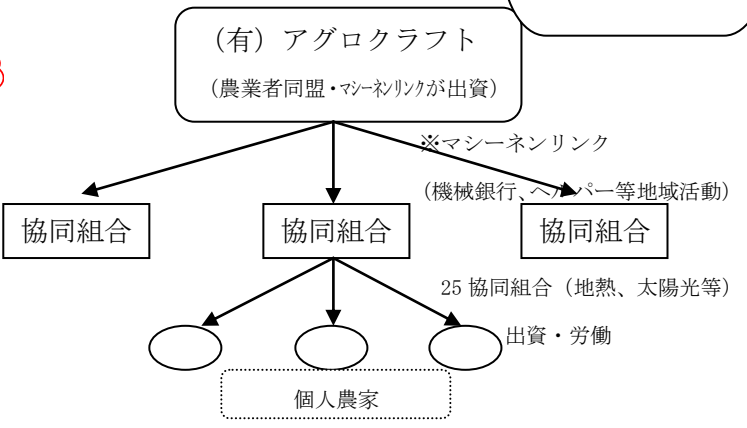 (有) アグロクラフト
(農業者同盟・マシーネンリンクが出資)
※マシーネンリンク
(機械銀行、ヘルパー等地域活動)
協同組合
協同組合
協同組合
25 協同組合（地熱、太陽光等）
出資・労働
個人農家